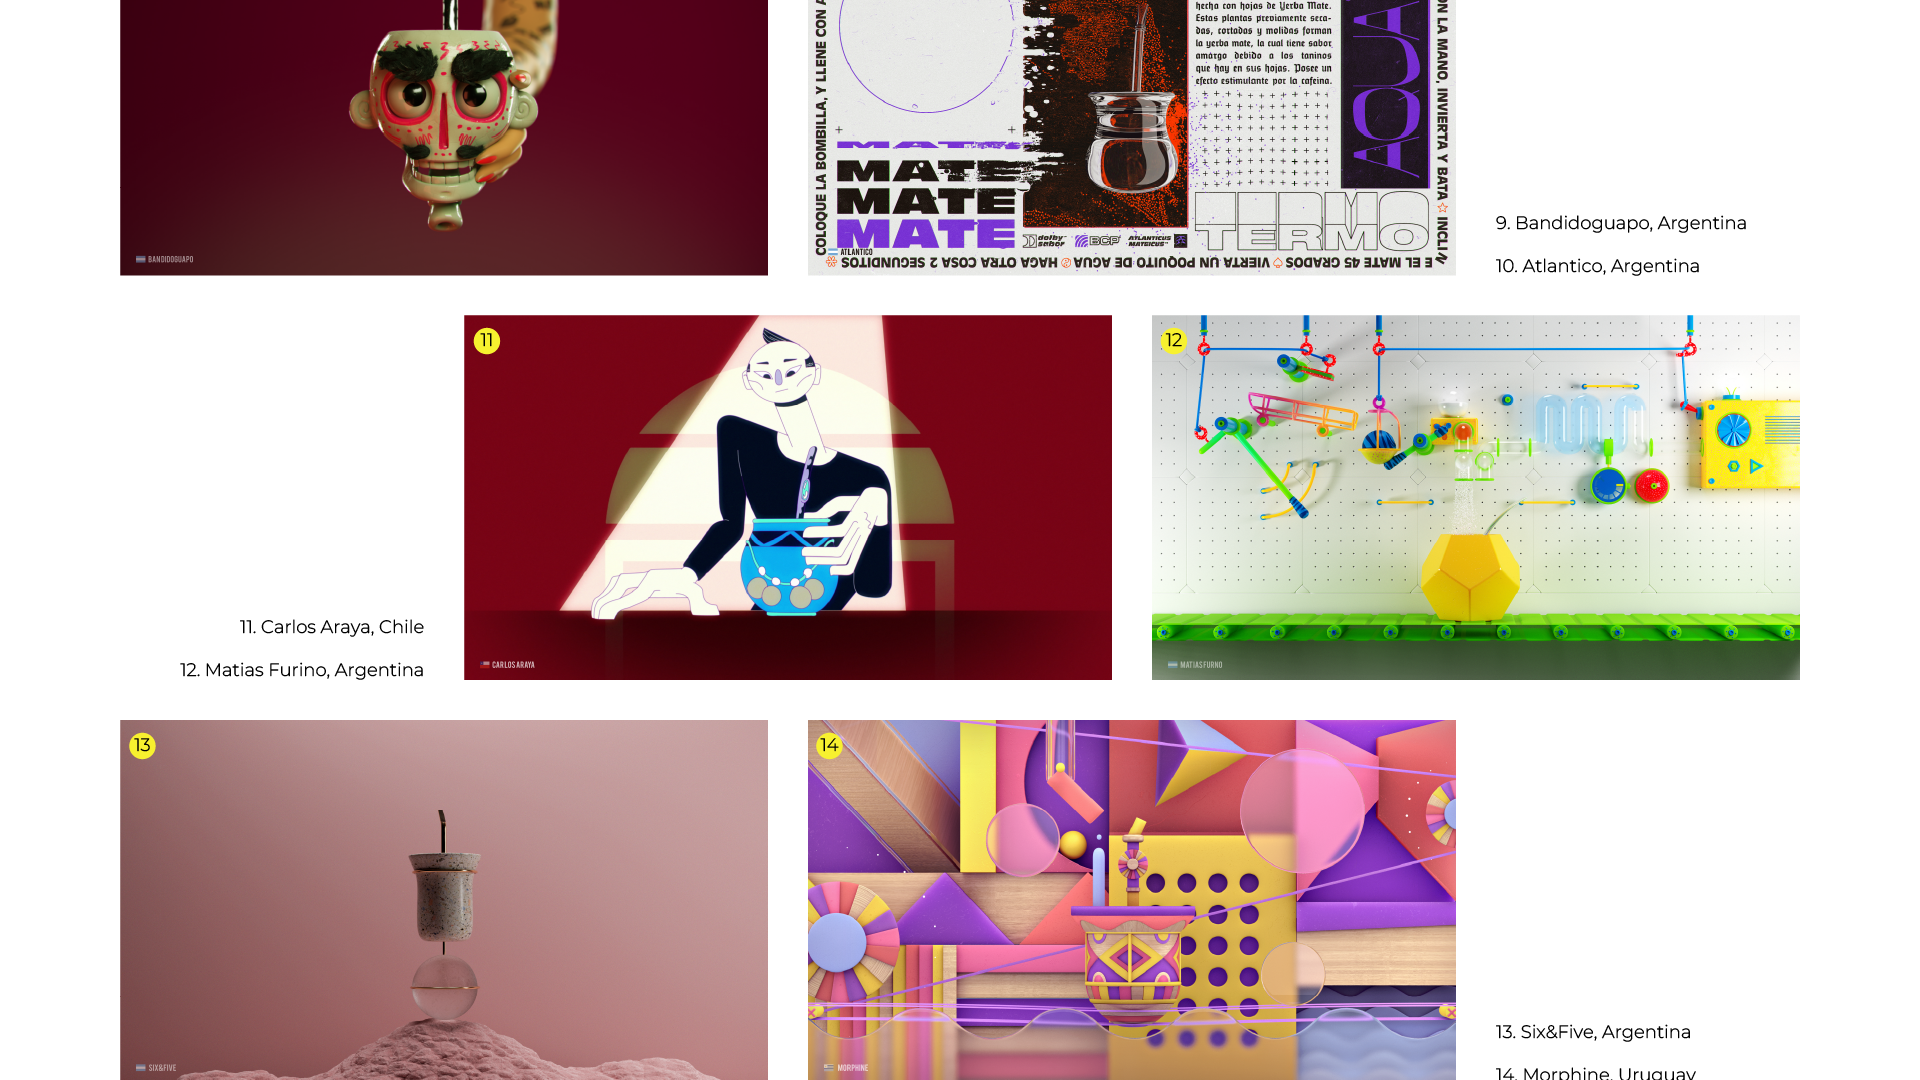 BANDIDOGUAPO
COLOQUE LA BOMBILLA, Y LLENE CON A
MATE
MATE
MATE
MATE
ATLANTICO
hecha con hojas de Yerba Mate.
Estas plantas previamente seca-
das, cortadas y molidas forman
la yerba mate, la cual tiene sabor
amargo debido a los taninos
que hay en sus hojas. Posee un
efecto estimulante por la cafeína.
AQUA
TERMO
TERMO
dolby
sabor
BCP
ATLANTICUS
MATEICUS
ON LA MANO, INVIERTA Y BATA ☆ INCLIN
E EL MATE 45 GRADOS ♤ VIERTA UN POQUITO DE AGUA HAGA OTRA COSA 2 SEGUNDITOS
9. Bandidoguapo, Argentina
10. Atlantico, Argentina
11
CARLOS ARAYA
12
MATIAS FURNO
11. Carlos Araya, Chile
12. Matias Furino, Argentina
13
SIX&FIVE
14
MORPHINE
13. Six&Five, Argentina
14. Morphine, Uruguay